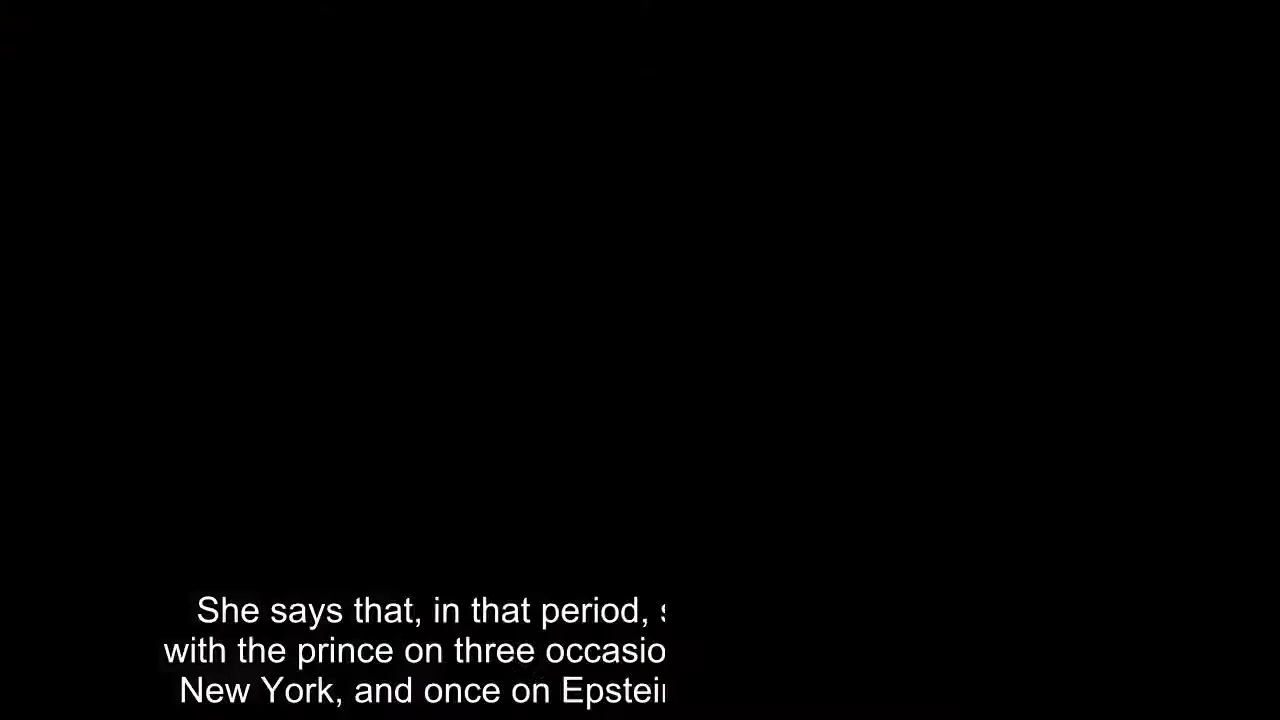 She says that, in that period,
with the prince on three
New York, and once on